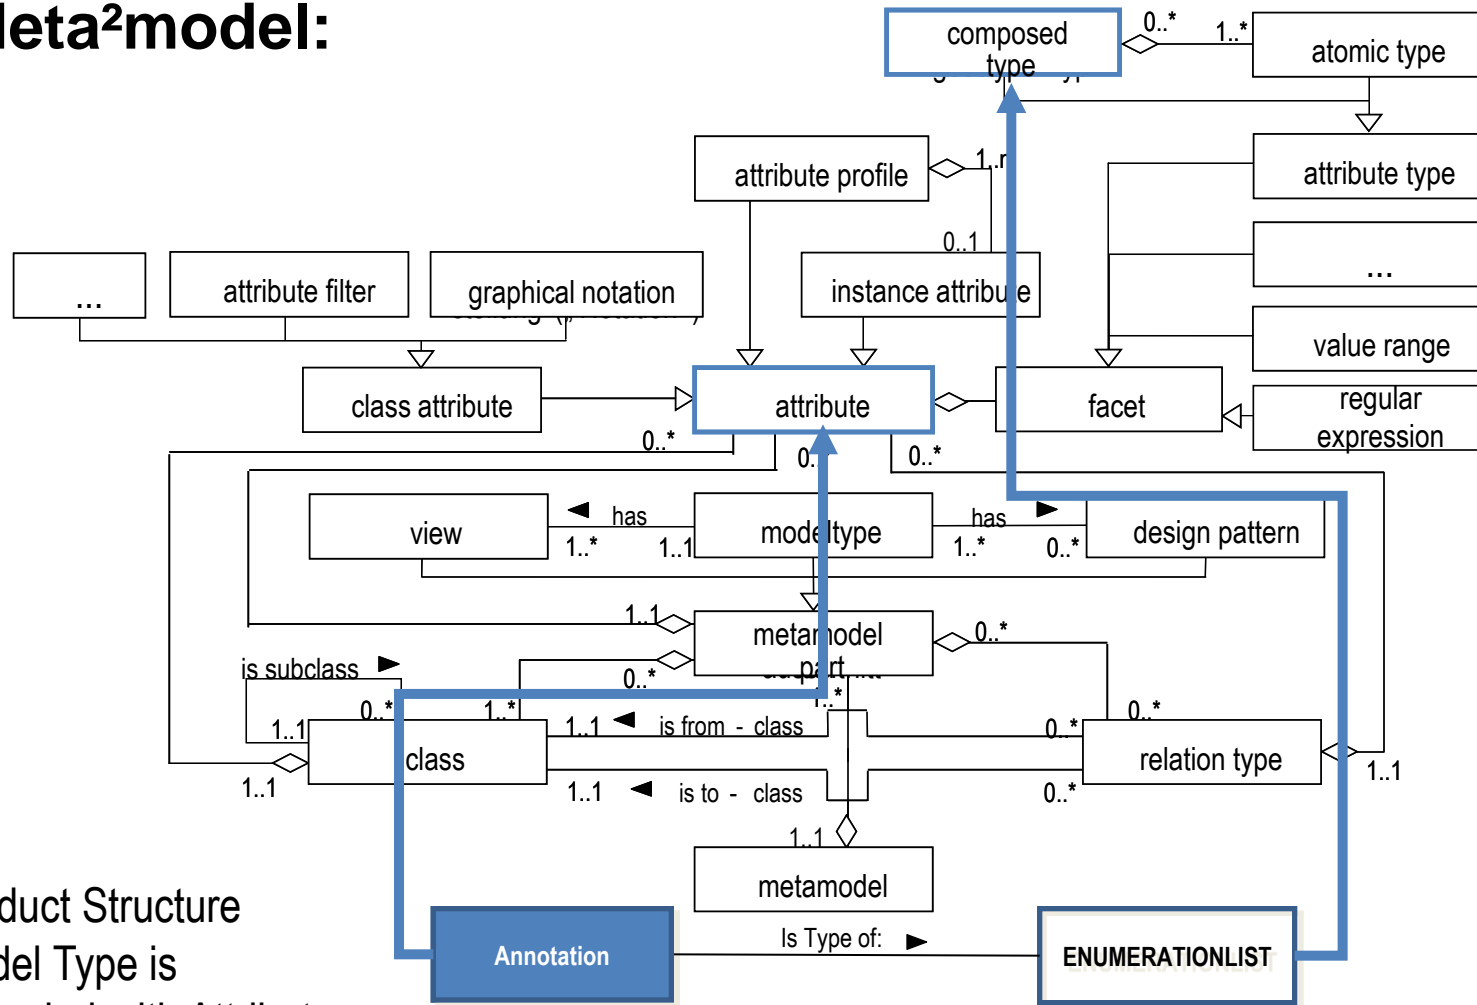 leta²model:
composed
type
0..*
1..*
atomic type
attribute profile
1..n
attribute type
0..1
...
attribute filter
graphical notation
instance attribute
...
value range
class attribute
attribute
facet
regular
expression
0..*
0..*
view
has
1..*
1..1
modeltype
has
1..*
0..*
design pattern
1..1
metamodel
part
0..*
is subclass
0..*
0..*
1..*
1..*
0..*
1..1
class
1..1
is from - class
0..*
relation type
1..1
1..1
1..1
is to - class
0..*
1..1
metamodel
duct Structure
del Type is
Annotation
Is Type of:
ENUMERATIONLIST